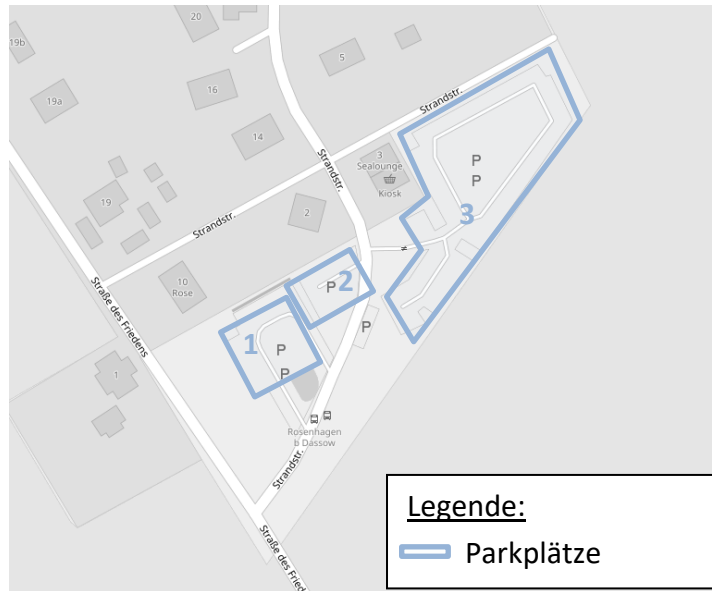 19b
20
5
19a
16
Strandstr.
14
3
Sealounge
Kiosk
P
P
3
Strandstr.
19
2
Strandstr.
10
Rose
2
P
Straße des Friedens
1
P
P
P
1
Rosenhagen
b Dassow
Strandstr.
Straße des Fried
Legende:
Parkplätze